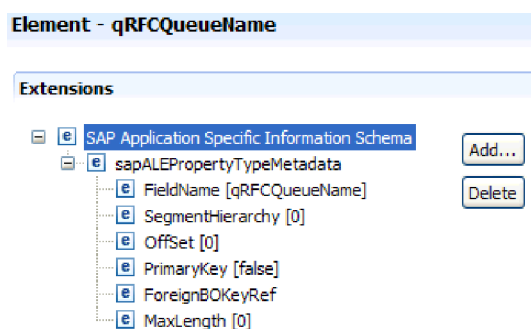 Element - qRFCQueueName
Extensions
SAP Application Specific Information Schema
Add...
sapALEPropertyTypeMetadata
FieldName [qRFCQueueName]
Delete
SegmentHierarchy [0]
OffSet [0]
PrimaryKey [false]
ForeignBOKeyRef
MaxLength [0]